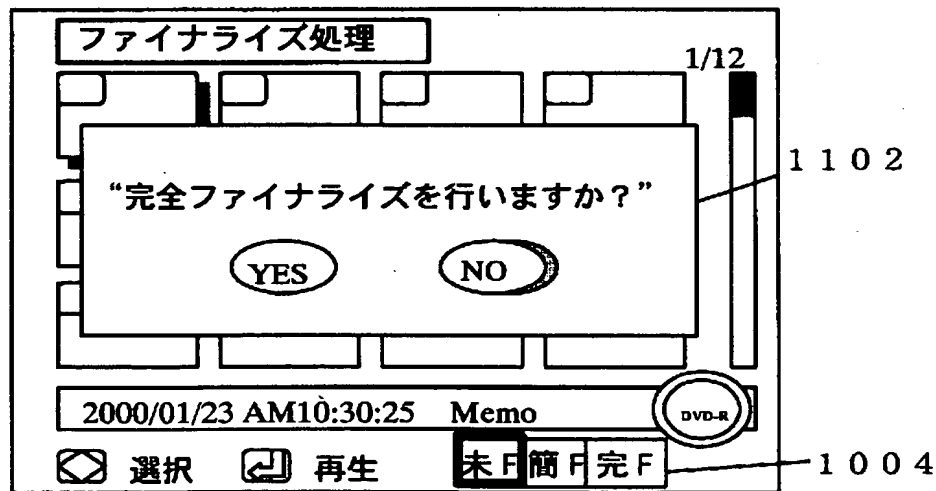 ファイナライズ処理
1/12
“完全ファイナライズを行いますか？”
1102
YES NO
2000/01/23 AM10:30:25 Memo DVD-R
選択 再生 未F 簡F 完F 1004